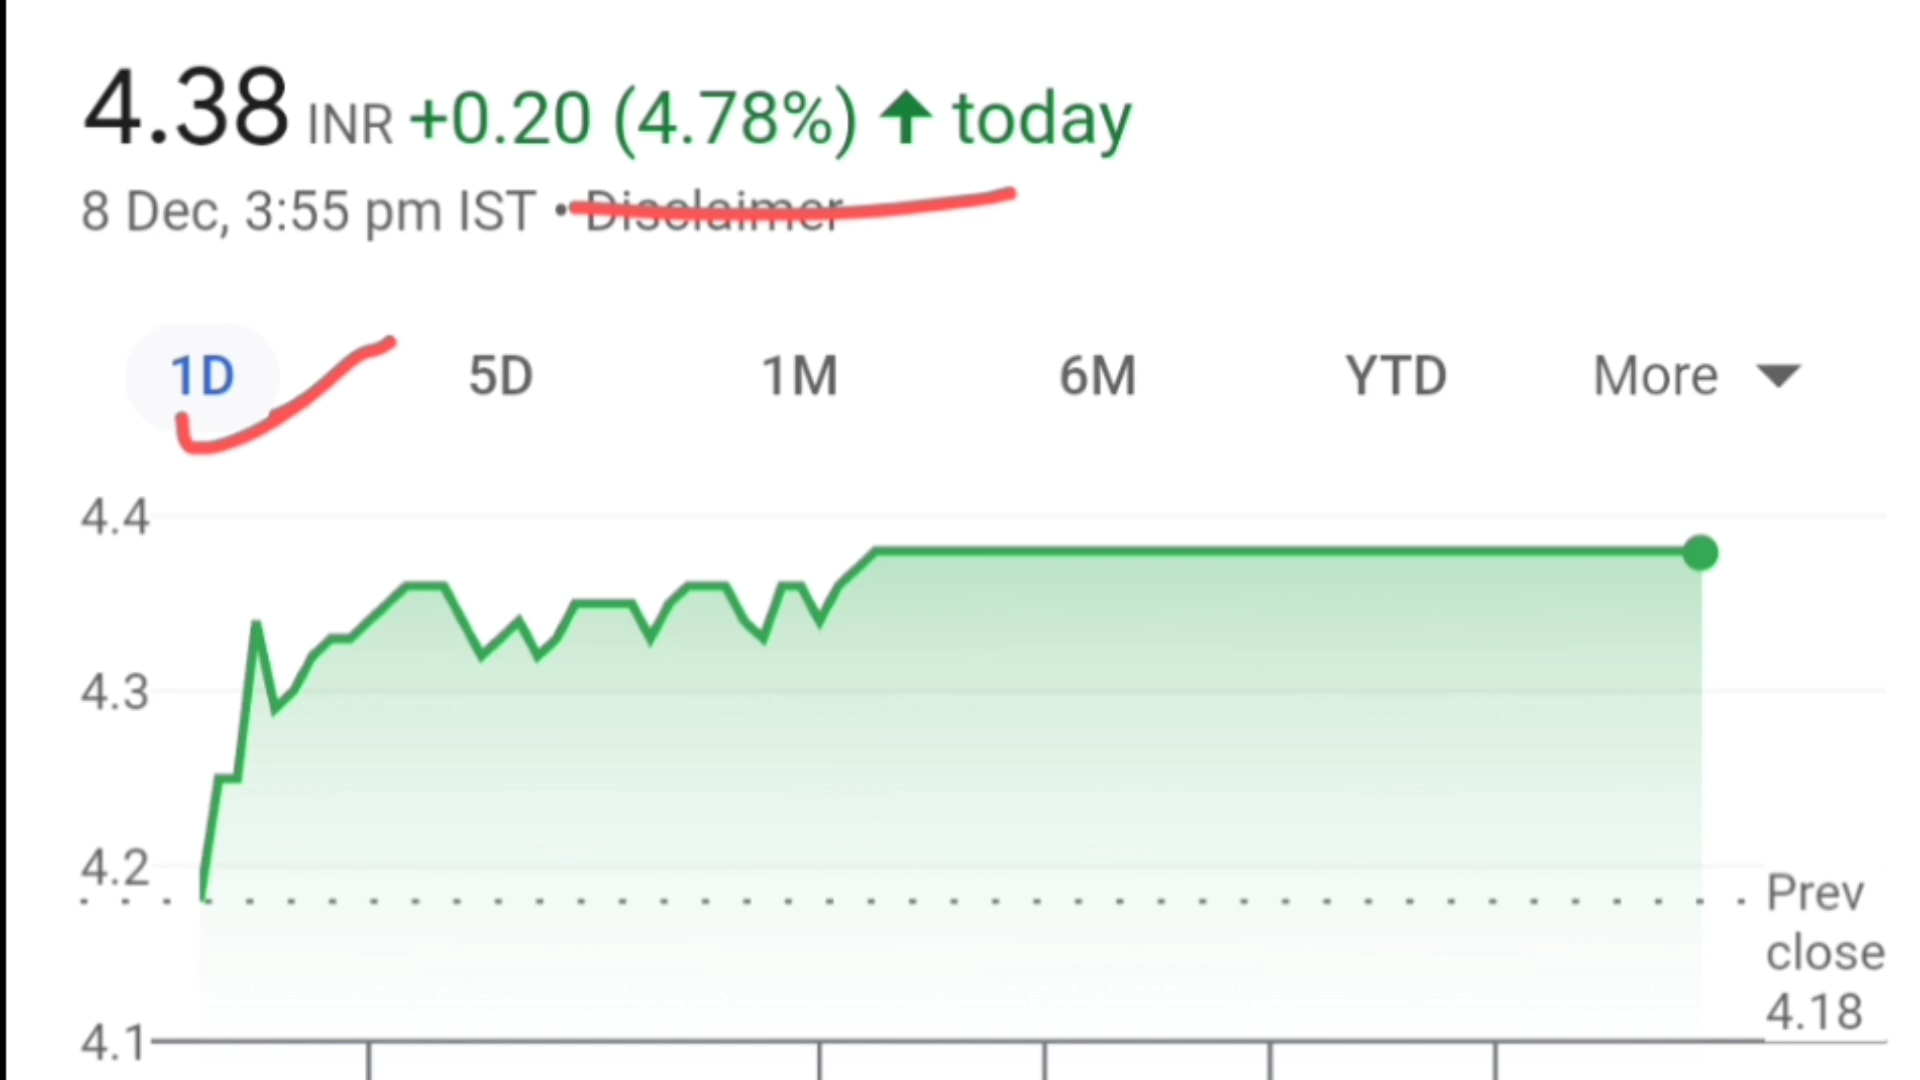 4.38 INR +0.20 (4.78%) ↑ today
8 Dec, 3:55 pm IST • Disclaimer
1D 5D 1M 6M YTD More
4.4
4.3
4.2
Prev
close
4.18
4.1